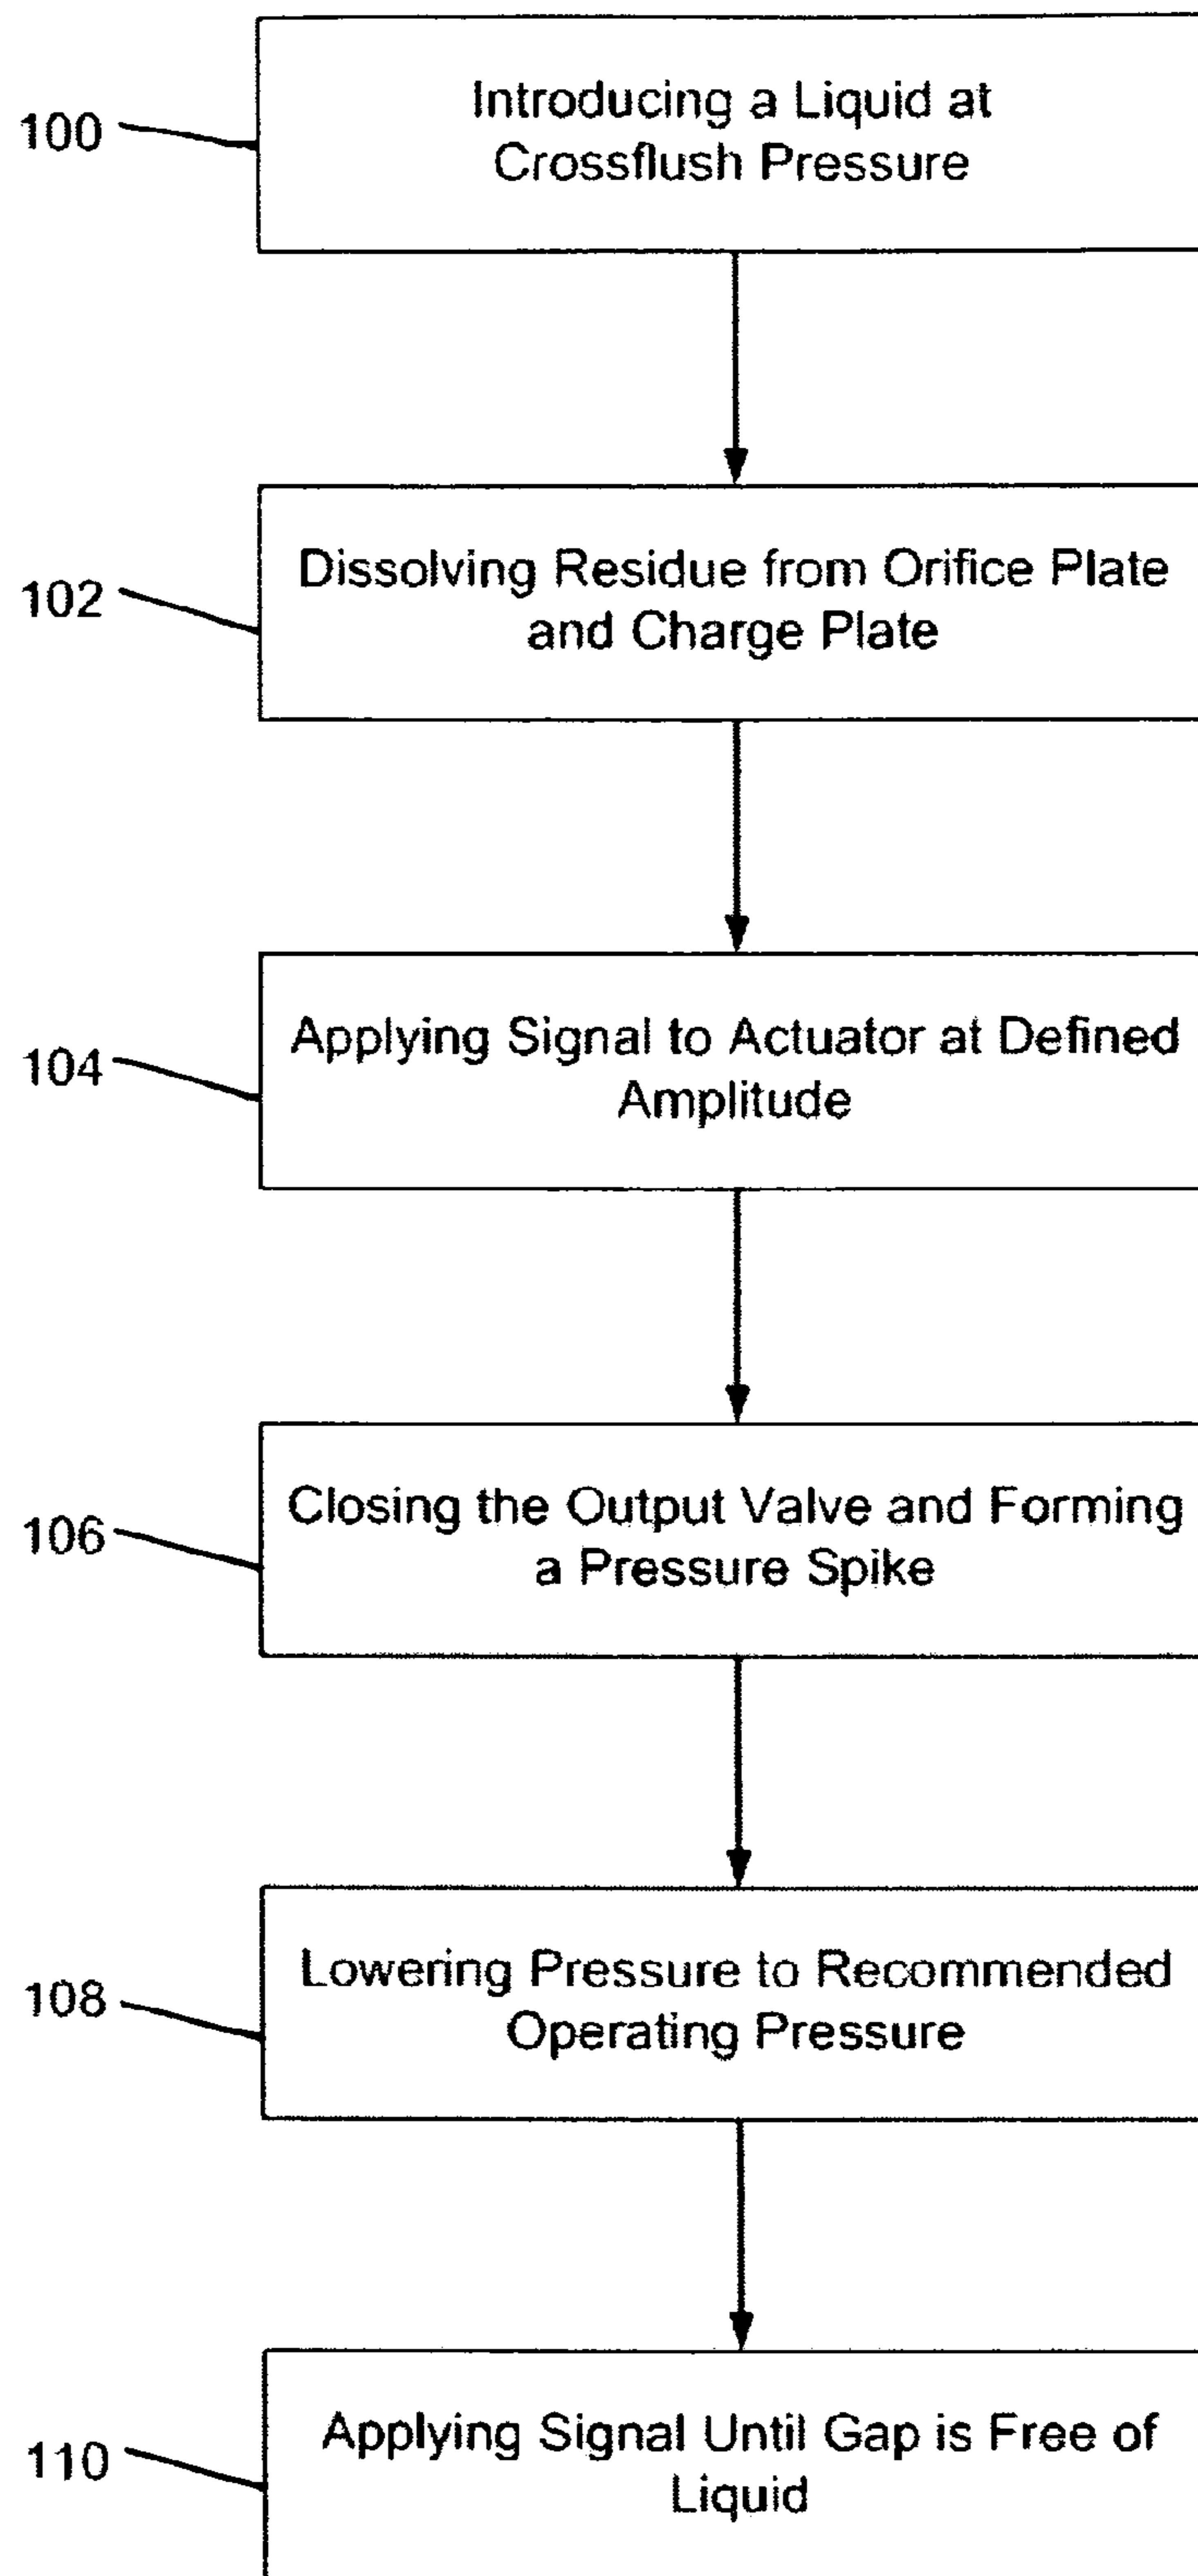 100
Introducing a Liquid at
Crossflush Pressure
102
Dissolving Residue from Orifice Plate
and Charge Plate
104
Applying Signal to Actuator at Defined
Amplitude
106
Closing the Output Valve and Forming
a Pressure Spike
108
Lowering Pressure to Recommended
Operating Pressure
110
Applying Signal Until Gap is Free of
Liquid